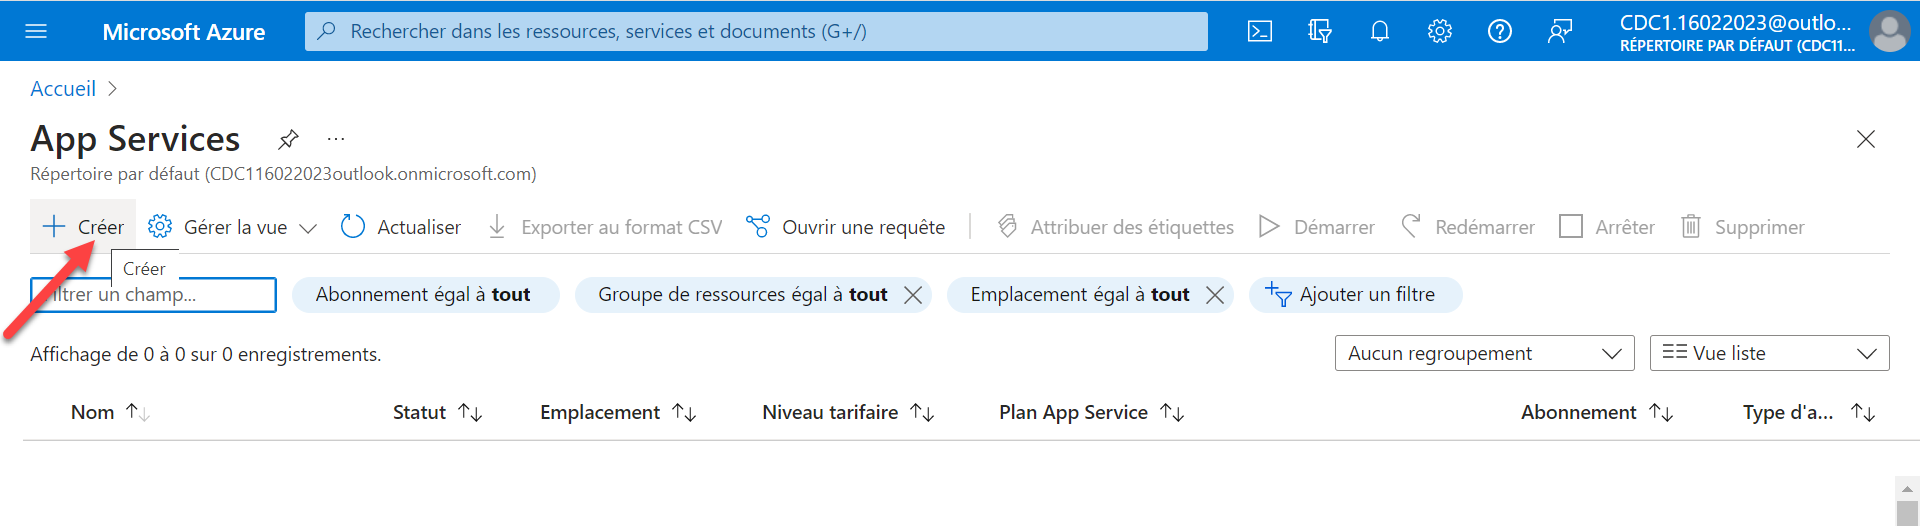 Microsoft Azure
Rechercher dans les ressources, services et documents (G+/)
CDC1.16022023@outlo...
RÉPERTOIRE PAR DÉFAUT (CDC11...
Accueil
App Services
...
Répertoire par défaut (CDC116022023outlook.onmicrosoft.com)
Créer Gérer la vue Actualiser Exporter au format CSV Ouvrir une requête Attribuer des étiquettes Démarrer Redémarrer Arrêter Supprimer
Créer
un champ... Abonnement égal à tout Groupe de ressources égal à tout Emplacement égal à tout Ajouter un filtre
Affichage de 0 à 0 sur 0 enregistrements. Aucun regroupement Vue liste
Nom Statut Emplacement Niveau tarifaire Plan App Service Abonnement Type d'a...